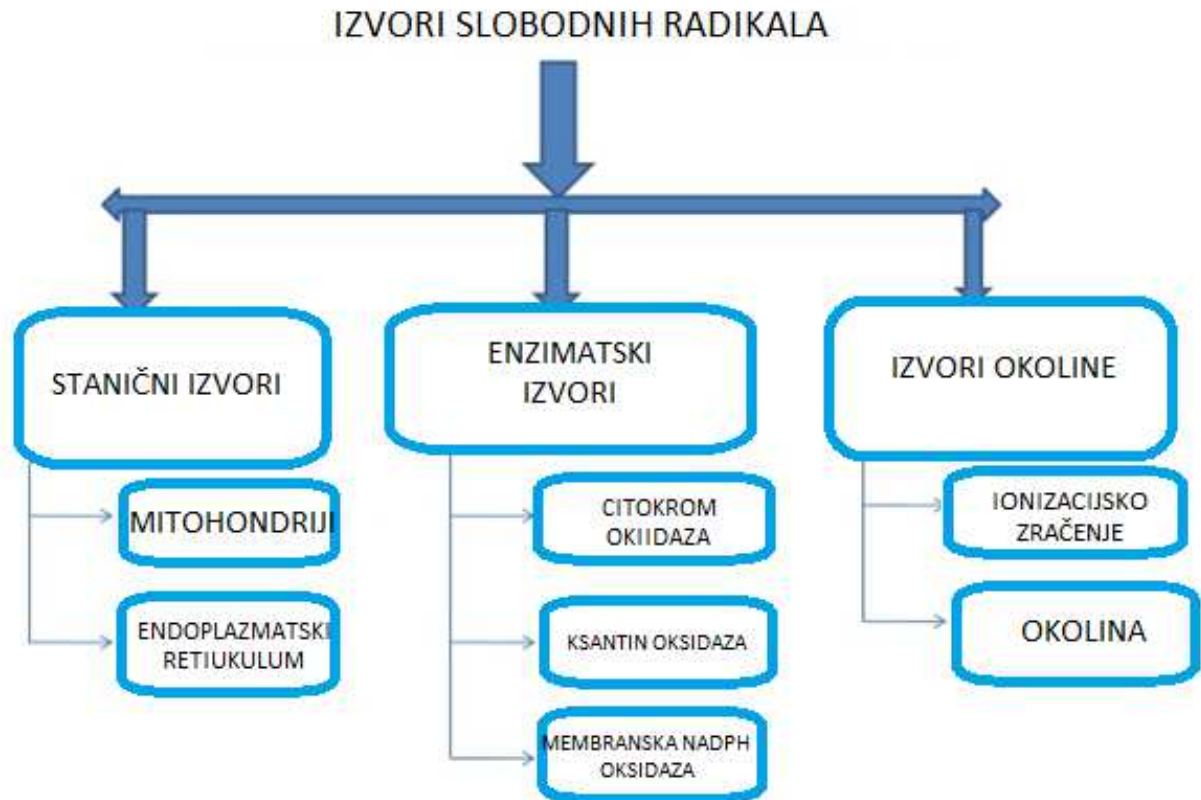 IZVORI SLOBODNIH RADIKALA
STANIČNI IZVORI
MITOHONDRIJI
ENDOPLAZMATSKI
RETIUKULUM
ENZIMATSKI
IZVORI
CITOKROM
OKIIDAZA
KSANTIN OKSIDAZA
MEMBRANSKA NADPH
OKSIDAZA
IZVORI OKOLINE
IONIZACIJSKO
ZRAČENJE
OKOLINA